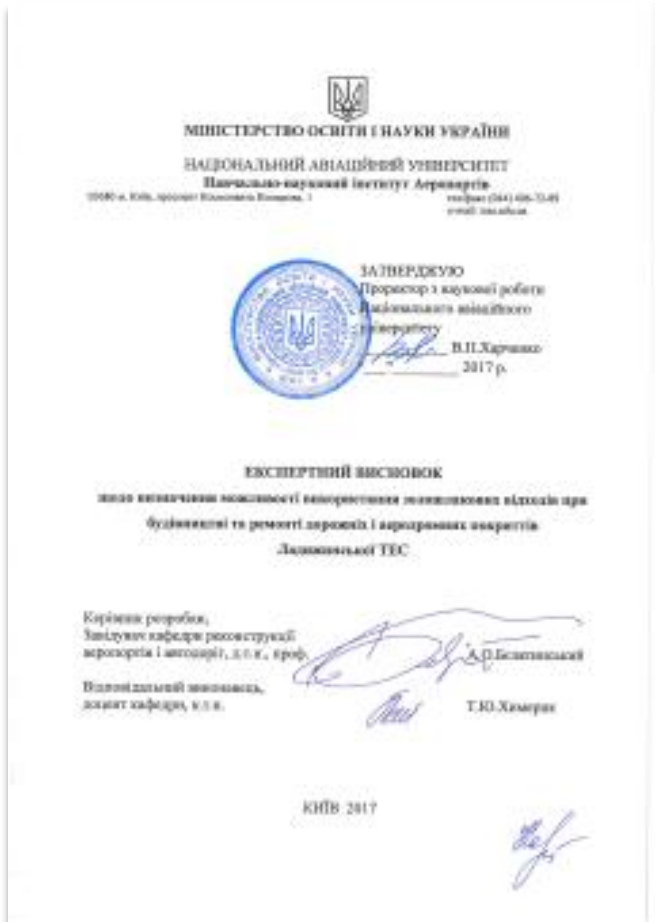 МІНІСТЕРСТВО ОСВІТИ І НАУКИ УКРАЇНИ
НАЦІОНАЛЬНИЙ АВІАЦІЙНИЙ УНІВЕРСИТЕТ
Навчально-науковий інститут Аеропортів
ЗАТВЕРДЖУЮ
Проректор з наукової роботи
Національного авіаційного
університету
В.П.Харченко
2017 р.
ЕКСПЕРТНИЙ ВИСНОВОК
щодо визначення можливості використання золошлакових відходів при
будівництві та ремонті дорожніх і аеродромних покриттів
Ладижинської ТЕС
Керівник розробки,
Завідувач кафедри реконструкції
аеропортів і автодоріг, д.т.н., проф.
А.О.Бєлятинський
Відповідальний виконавець,
доцент кафедри, к.т.н.
Т.Ю.Химерик
КИЇВ 2017